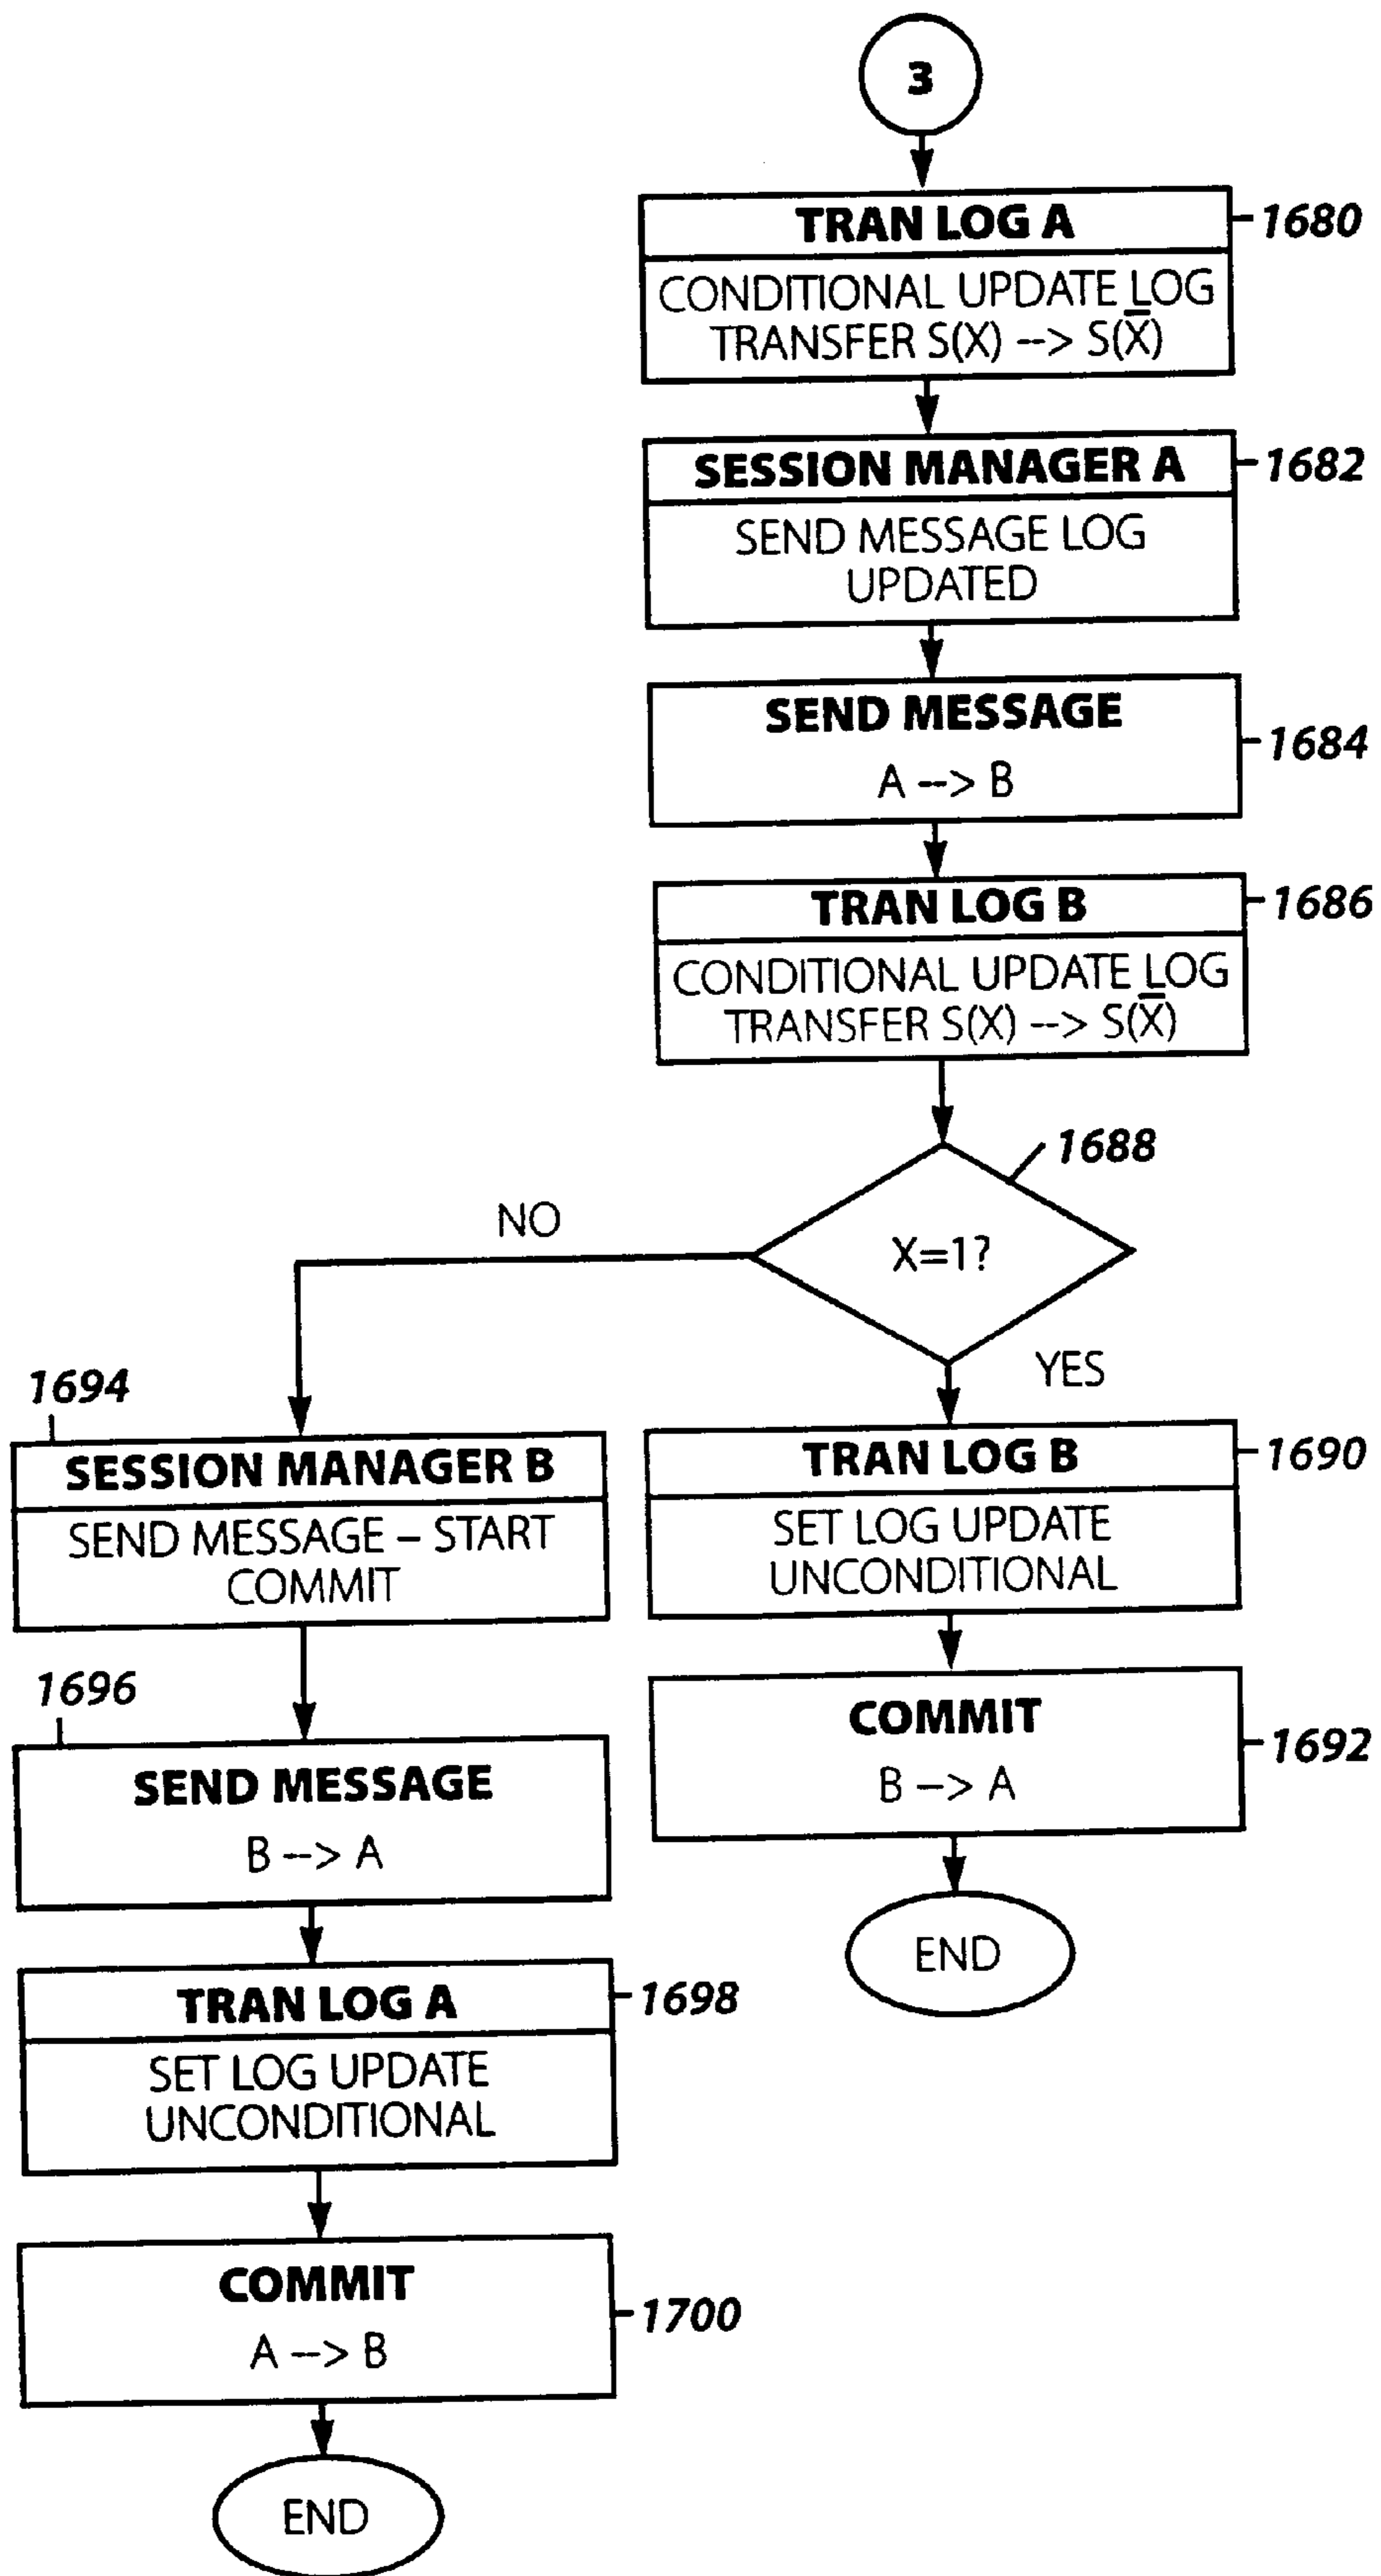 3
TRAN LOG A
1680
CONDITIONAL UPDATE LOG
TRANSFER S(X) --> S(X̅)
SESSION MANAGER A
1682
SEND MESSAGE LOG
UPDATED
SEND MESSAGE
1684
A --> B
TRAN LOG B
1686
CONDITIONAL UPDATE LOG
TRANSFER S(X) --> S(X̅)
1688
NO
X=1?
YES
1690
TRAN LOG B
SET LOG UPDATE
UNCONDITIONAL
COMMIT
1692
B --> A
END
1694
SESSION MANAGER B
SEND MESSAGE – START
COMMIT
1696
SEND MESSAGE
B --> A
TRAN LOG A
1698
SET LOG UPDATE
UNCONDITIONAL
COMMIT
1700
A --> B
END